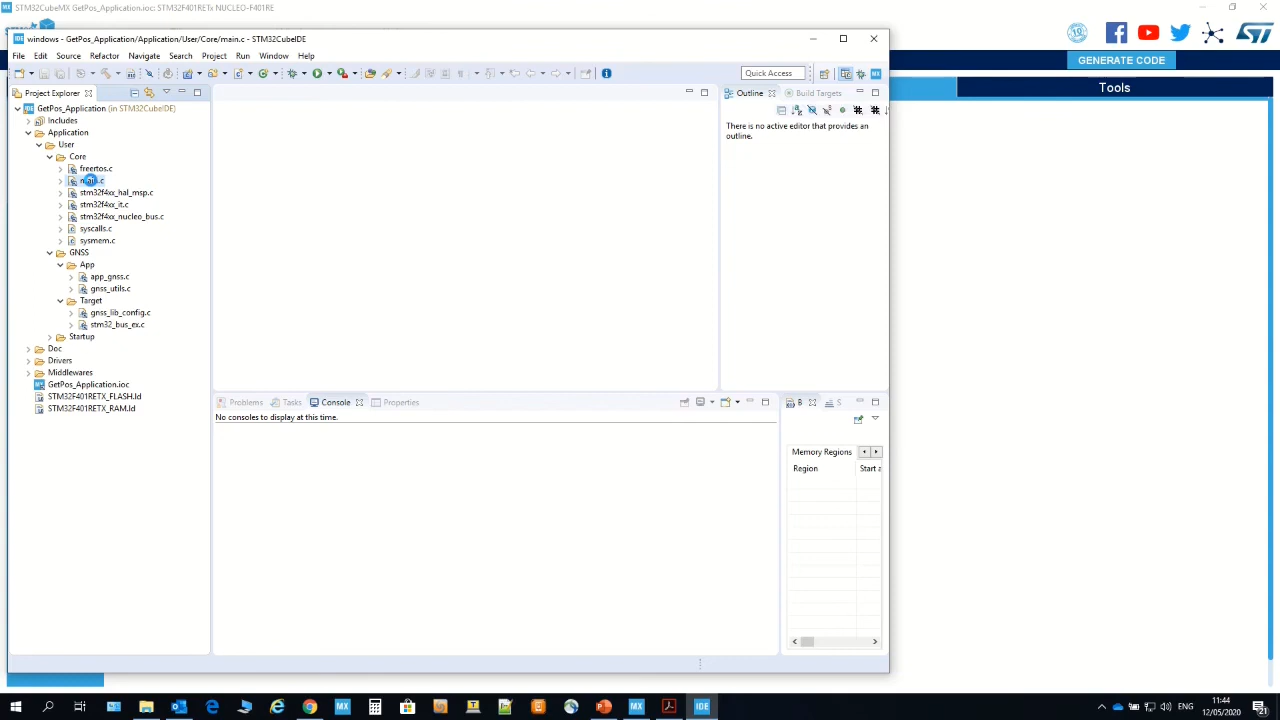 STM32CubeMX GetPos_Application.ioc: STM32F401RETx NUCLEO-F401RE
windows - GetPos_Application/Application/User/Core/main.c - STM32CubeIDE
File Edit Source Refactor Navigate Search Project Run Window Help
GENERATE CODE
Quick Access
Tools
Project Explorer
Outline
Build Targets
GetPos_Application (in STM32CubeIDE)
There is no active editor that provides an
outline.
Includes
Application
User
Core
freertos.c
main.c
stm32f4xx_hal_msp.c
stm32f4xx_it.c
stm32f4xx_nucleo_bus.c
syscalls.c
sysmem.c
GNSS
App
app_gnss.c
gnss_utils.c
Target
gnss_lib_config.c
stm32_bus_ex.c
Startup
Doc
Drivers
Middlewares
GetPos_Application.ioc
STM32F401RETX_FLASH.ld
STM32F401RETX_RAM.ld
Problems Tasks Console Properties
B S
No consoles to display at this time.
Memory Regions
Region Start a
ENG
11:44
12/05/2020